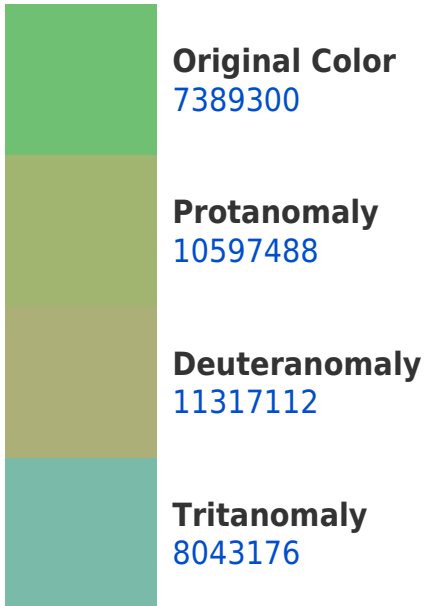 Original Color
7389300
Protanomaly
10597488
Deuteranomaly
11317112
Tritanomaly
8043176